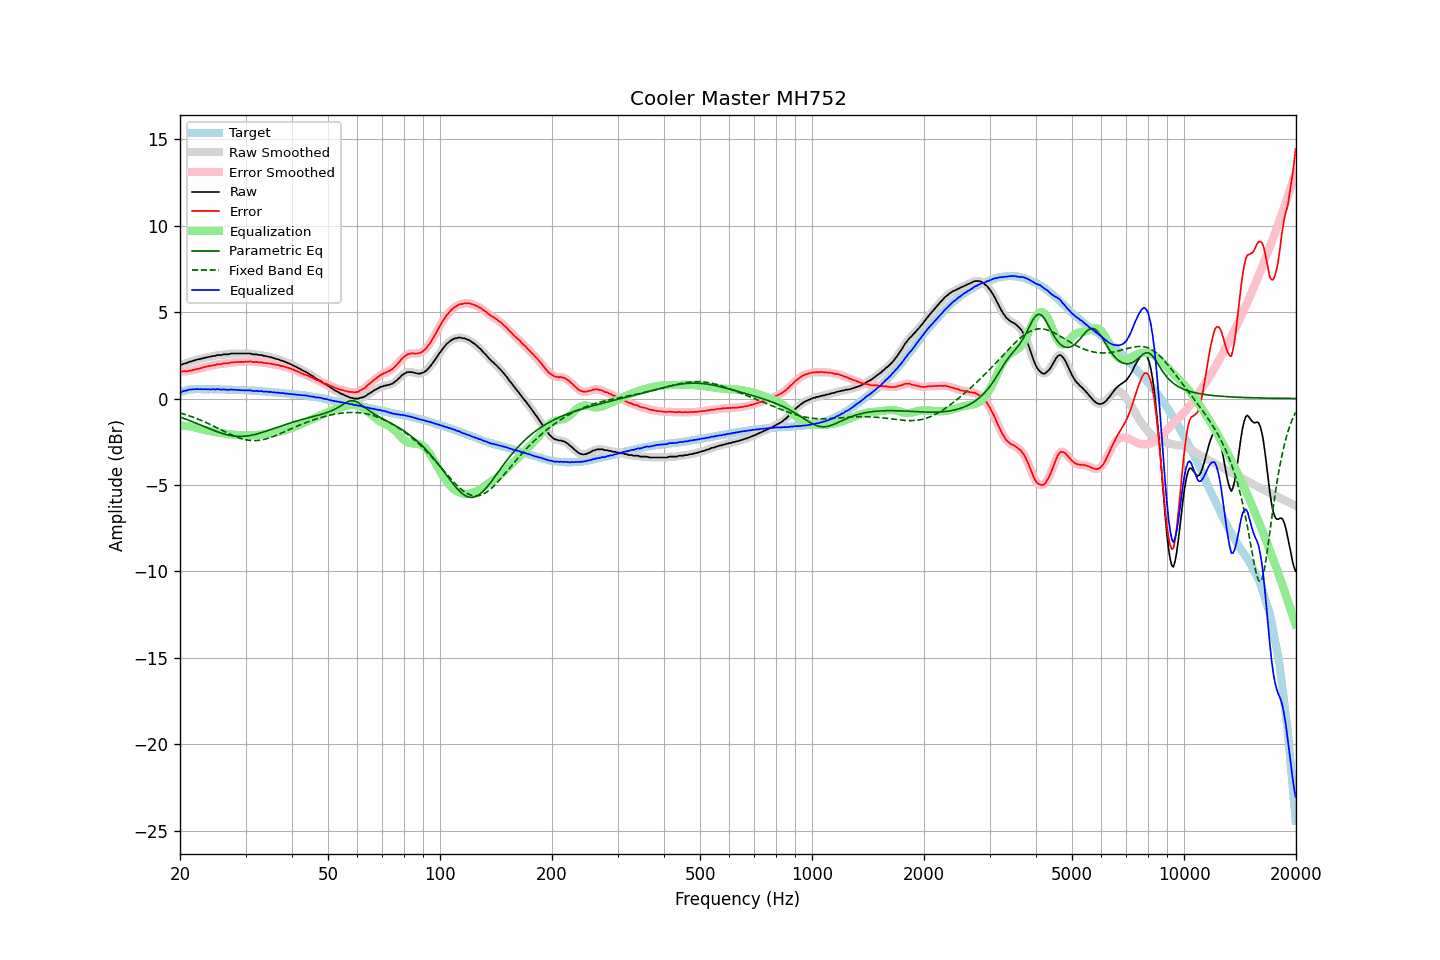 Cooler Master MH752
Target
Raw Smoothed
Error Smoothed
Raw
Error
Equalization
Parametric Eq
Fixed Band Eq
Equalized
15
10
5
0
−5
−10
−15
−20
−25
Amplitude (dBr)
20 50 100 200 500 1000 2000 5000 10000 20000
Frequency (Hz)